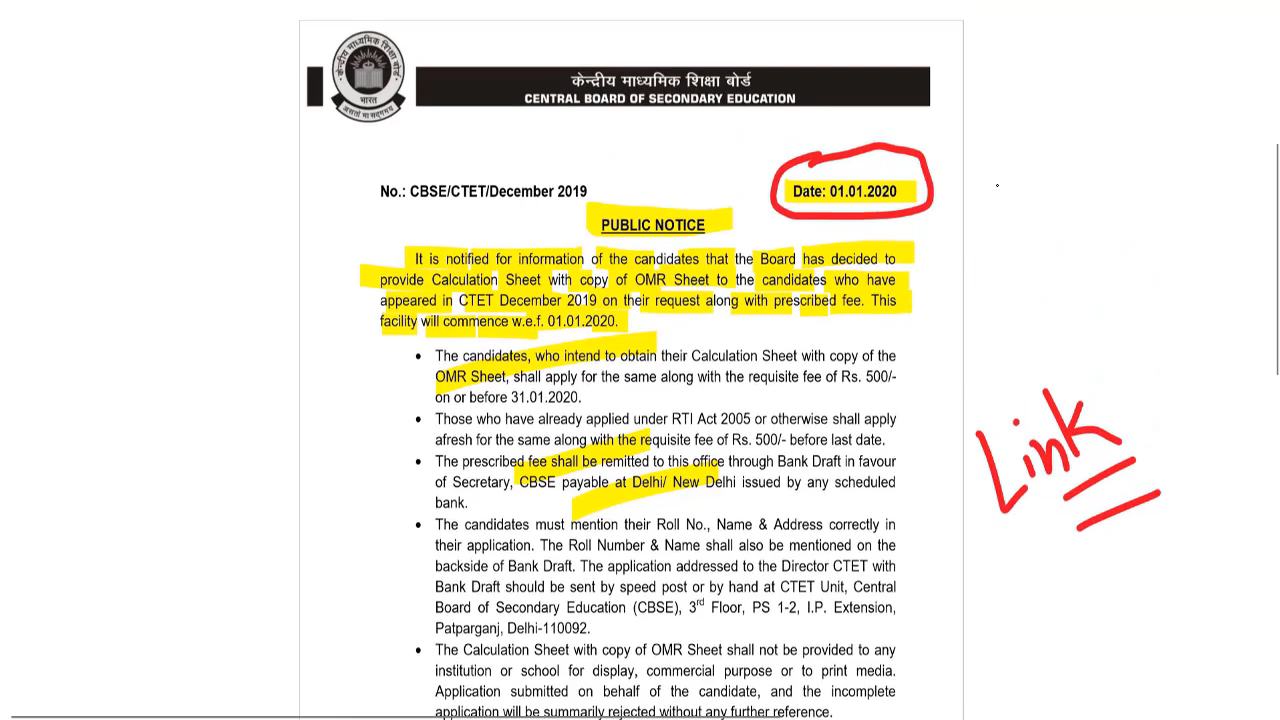 केन्द्रीय माध्यमिक शिक्षा बोर्ड
भारत
असतो मा सद्गमय
केन्द्रीय माध्यमिक शिक्षा बोर्ड
CENTRAL BOARD OF SECONDARY EDUCATION
No.: CBSE/CTET/December 2019 Date: 01.01.2020
PUBLIC NOTICE
It is notified for information of the candidates that the Board has decided to
provide Calculation Sheet with copy of OMR Sheet to the candidates who have
appeared in CTET December 2019 on their request along with prescribed fee. This
facility will commence w.e.f. 01.01.2020.
• The candidates, who intend to obtain their Calculation Sheet with copy of the
OMR Sheet, shall apply for the same along with the requisite fee of Rs. 500/-
on or before 31.01.2020.
• Those who have already applied under RTI Act 2005 or otherwise shall apply
afresh for the same along with the requisite fee of Rs. 500/- before last date.
• The prescribed fee shall be remitted to this office through Bank Draft in favour
of Secretary, CBSE payable at Delhi/ New Delhi issued by any scheduled
bank.
• The candidates must mention their Roll No., Name & Address correctly in
their application. The Roll Number & Name shall also be mentioned on the
backside of Bank Draft. The application addressed to the Director CTET with
Bank Draft should be sent by speed post or by hand at CTET Unit, Central
Board of Secondary Education (CBSE), 3rd Floor, PS 1-2, I.P. Extension,
Patparganj, Delhi-110092.
• The Calculation Sheet with copy of OMR Sheet shall not be provided to any
institution or school for display, commercial purpose or to print media.
Application submitted on behalf of the candidate, and the incomplete
application will be summarily rejected without any further reference.
Link